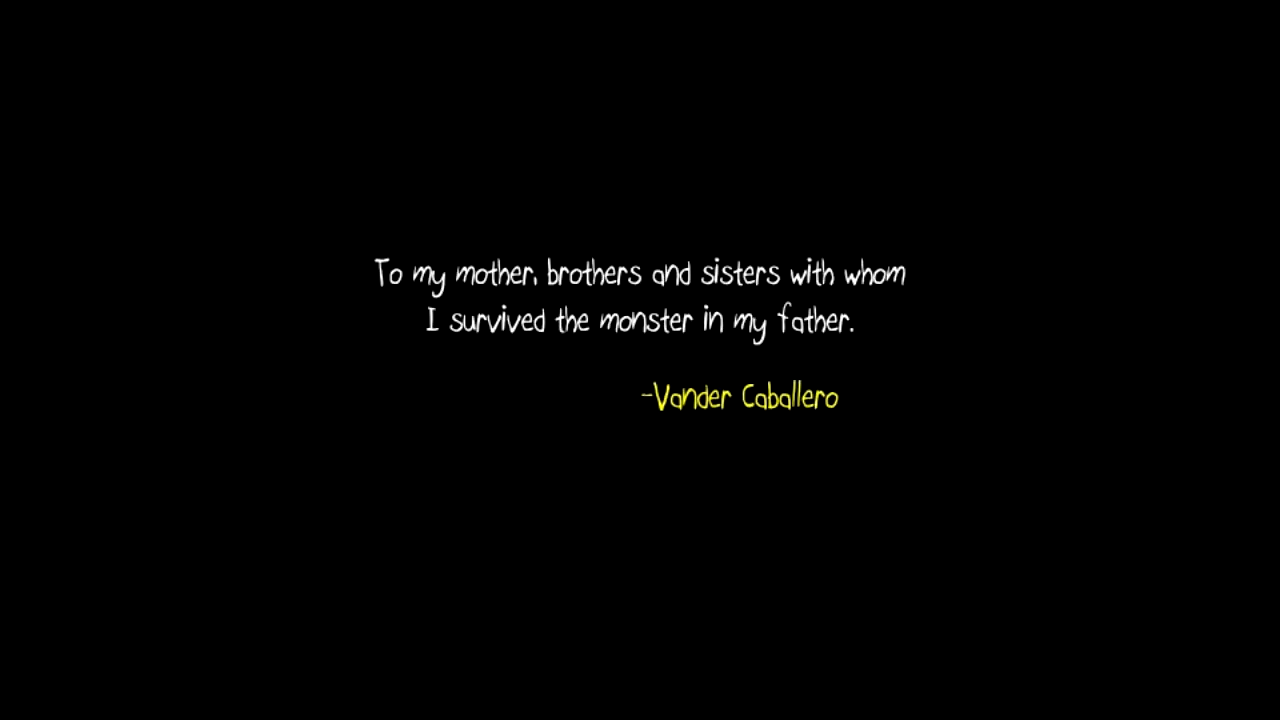 To my mother, brothers and sisters with whom
I survived the monster in my father.
-Vander Caballero